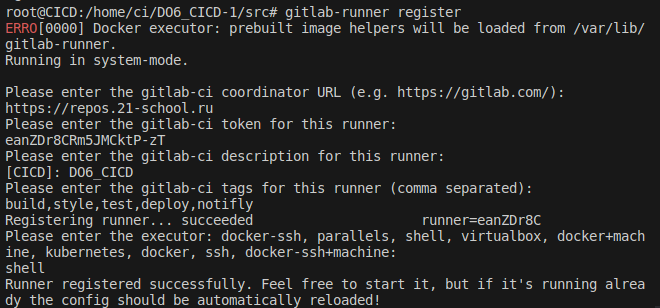 root@CICD:/home/ci/DO6_CICD-1/src# gitlab-runner register
ERRO[0000] Docker executor: prebuilt image helpers will be loaded from /var/lib/
gitlab-runner.
Running in system-mode.
Please enter the gitlab-ci coordinator URL (e.g. https://gitlab.com/):
https://repos.21-school.ru
Please enter the gitlab-ci token for this runner:
eanZDr8CRm5JMCktP-zT
Please enter the gitlab-ci description for this runner:
[CICD]: DO6_CICD
Please enter the gitlab-ci tags for this runner (comma separated):
build,style,test,deploy,notifly
Registering runner... succeeded                     runner=eanZDr8C
Please enter the executor: docker-ssh, parallels, shell, virtualbox, docker+mach
ine, kubernetes, docker, ssh, docker-ssh+machine:
shell
Runner registered successfully. Feel free to start it, but if it's running alrea
dy the config should be automatically reloaded!